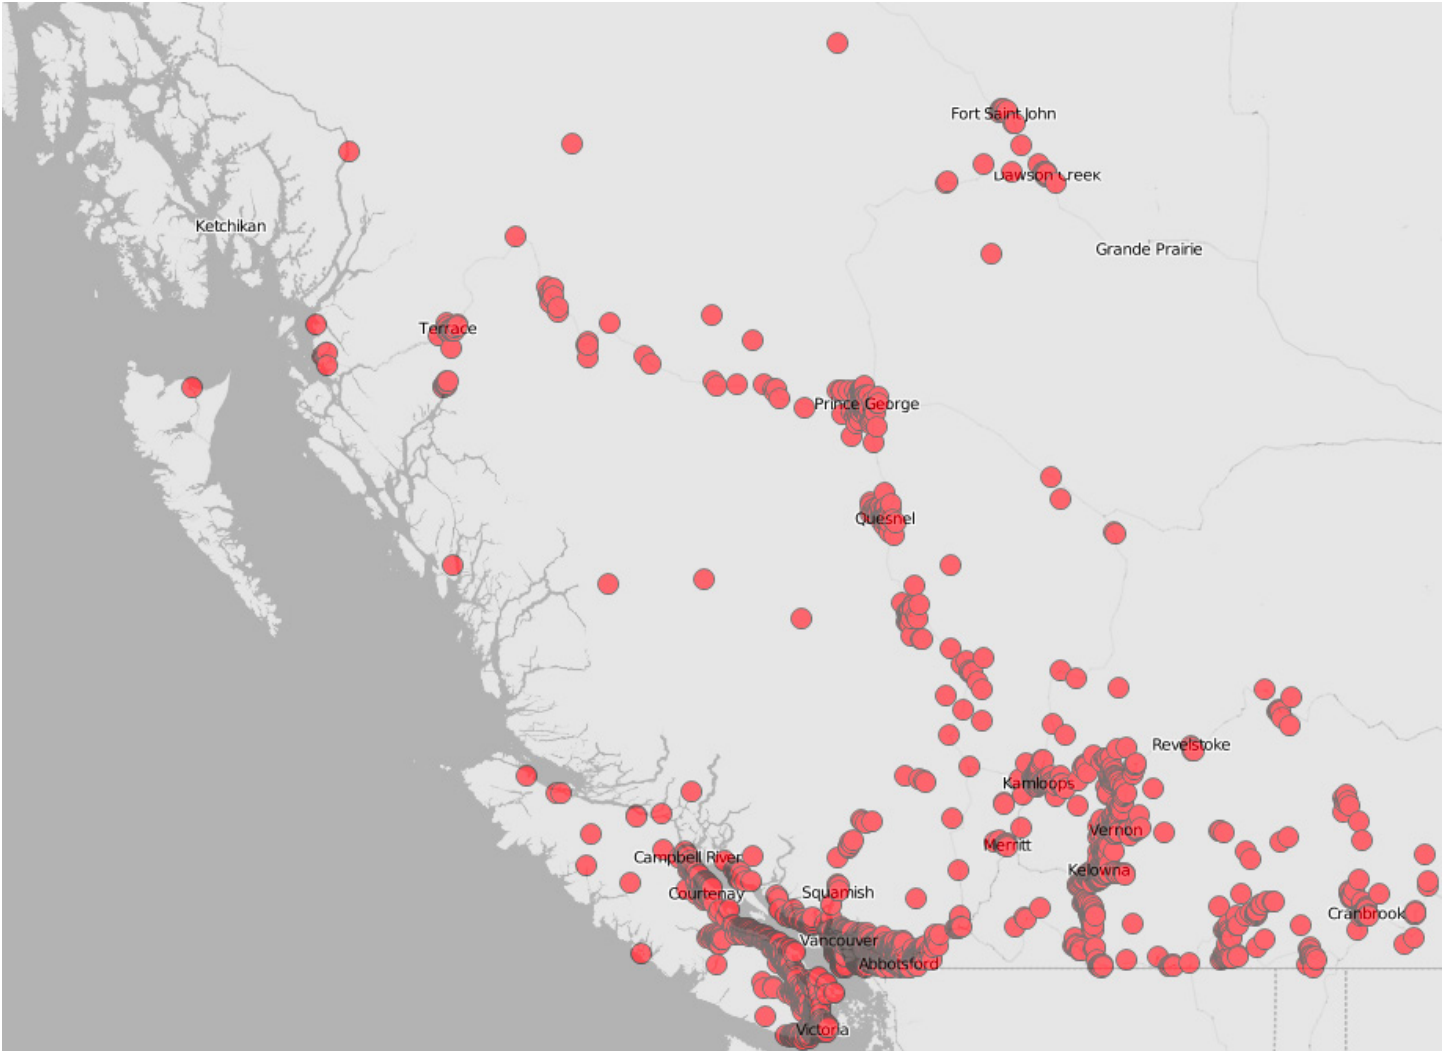 Fort Saint John
Dawson Creek
Ketchikan
Grande Prairie
Terrace
Prince George
Quesnel
Revelstoke
Kamloops
Vernon
Merritt
Campbell River
Kelowna
Courtenay
Squamish
Cranbrook
Vancouver
Abbotsford
Victoria